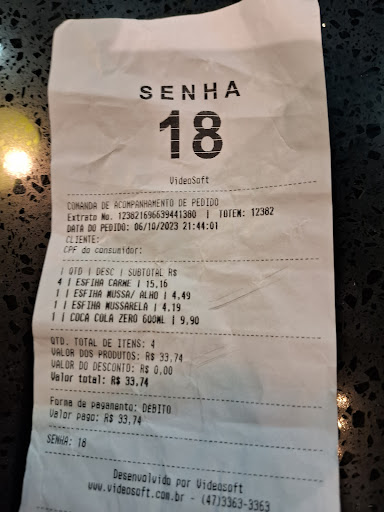 SENHA
18
VideoSoft
COMANDA DE ACOMPANHAMENTO DE PEDIDO
Extrato No. 123821696639441380 | TOTEM: 12382
DATA DO PEDIDO: 06/10/2023 21:44:01
CLIENTE:
CPF do consumidor:
| QTD | DESC | SUBTOTAL R$
4 | ESFIHA CARNE | 15,16
1 | ESFIHA MUSSA/ ALHO | 4,49
1 | ESFIHA MUSSARELA | 4,19
1 | COCA COLA ZERO 600ML | 9,90
QTD. TOTAL DE ITENS: 4
VALOR DOS PRODUTOS: R$ 33,74
VALOR DO DESCONTO: R$ 0,00
Valor total: R$ 33,74
Forma de pagamento: DEBITO
Valor pago: R$ 33,74
SENHA: 18
Desenvolvido por Videosoft
www.videosoft.com.br - (47)3363-3363